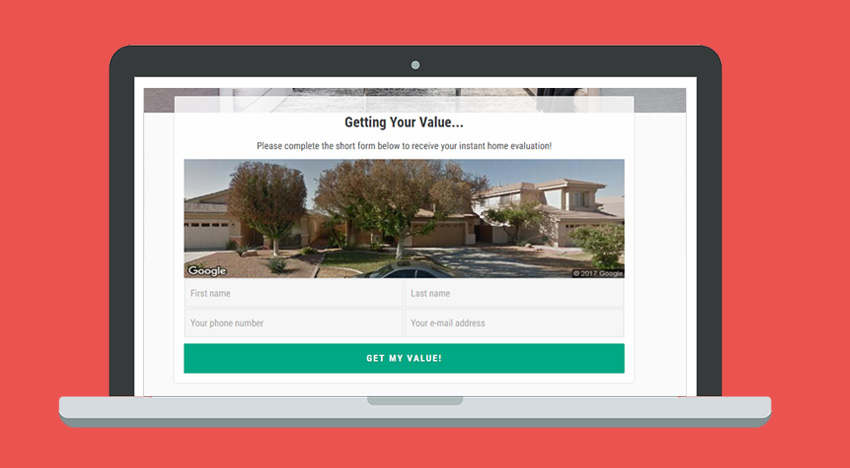 Getting Your Value...
Please complete the short form below to receive your instant home evaluation!
Google
© 2017 Google
First name
Last name
Your phone number
Your e-mail address
GET MY VALUE!